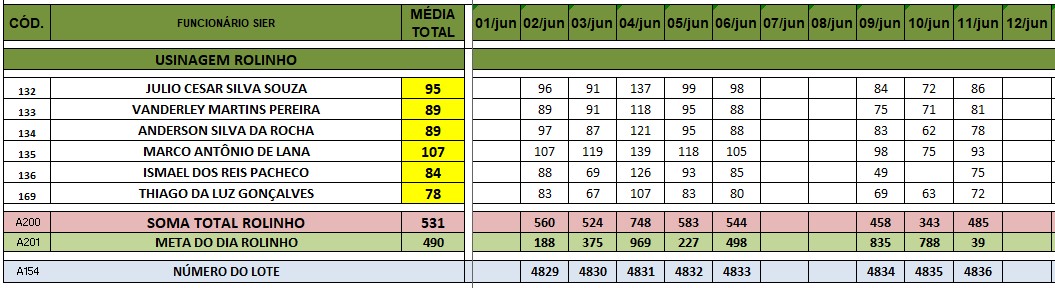 CÓD. FUNCIONÁRIO SIER MÉDIA TOTAL 01/jun 02/jun 03/jun 04/jun 05/jun 06/jun 07/jun 08/jun 09/jun 10/jun 11/jun 12/jun
USINAGEM ROLINHO
132 JULIO CESAR SILVA SOUZA 95 96 91 137 99 98 84 72 86
133 VANDERLEY MARTINS PEREIRA 89 89 91 118 95 88 75 71 81
134 ANDERSON SILVA DA ROCHA 89 97 87 121 95 88 83 62 78
135 MARCO ANTÔNIO DE LANA 107 107 119 139 118 105 98 75 93
136 ISMAEL DOS REIS PACHECO 84 88 69 126 93 85 49 75
169 THIAGO DA LUZ GONÇALVES 78 83 67 107 83 80 69 63 72
A200 SOMA TOTAL ROLINHO 531 560 524 748 583 544 458 343 485
A201 META DO DIA ROLINHO 490 188 375 969 227 498 835 788 39
A154 NÚMERO DO LOTE 4829 4830 4831 4832 4833 4834 4835 4836